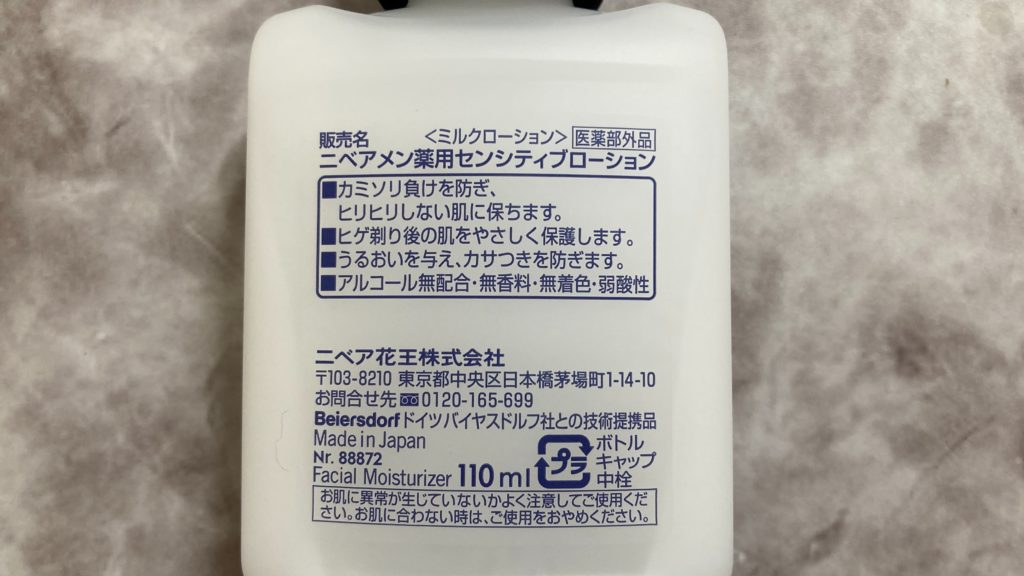 販売名 <ミルクローション> 医薬部外品
ニベアメン薬用センシティブローション
■カミソリ負けを防ぎ、
ヒリヒリしない肌に保ちます。
■ヒゲ剃り後の肌をやさしく保護します。
■うるおいを与え、カサつきを防ぎます。
■アルコール無配合・無香料・無着色・弱酸性
ニベア花王株式会社
〒103-8210 東京都中央区日本橋茅場町1-14-10
お問合せ先 0120-165-699
Beiersdorf ドイツバイヤスドルフ社との技術提携品
Made in Japan
Nr. 88872
Facial Moisturizer 110ml
プラ
ボトル
キャップ
中栓
お肌に異常が生じていないかよく注意してご使用くだ
さい。お肌に合わない時は、ご使用をおやめください。